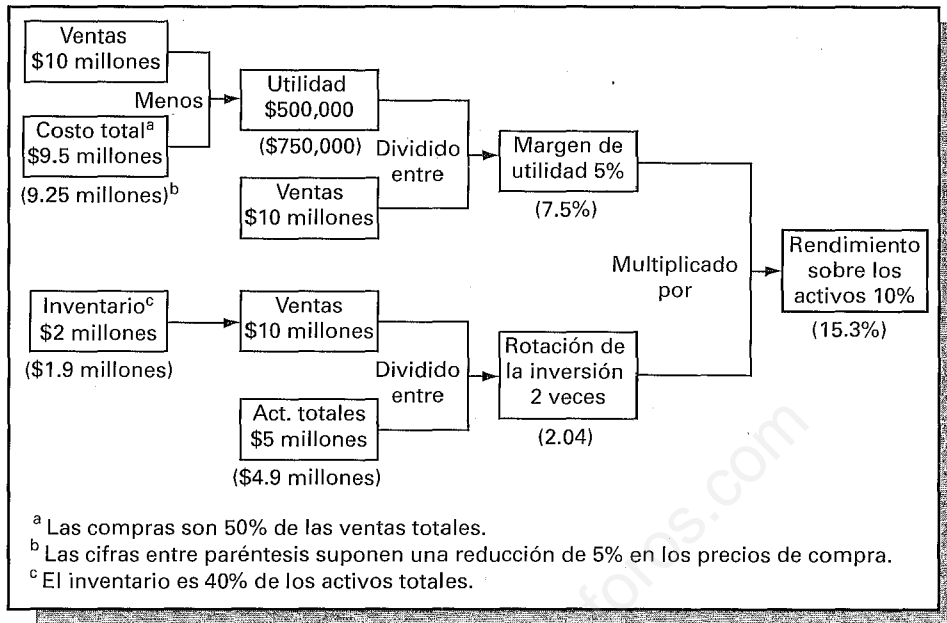 Ventas
$10 millones
Menos
Costo totalᵃ
$9.5 millones
(9.25 millones)ᵇ
Utilidad
$500,000
($750,000)
Dividido
entre
Ventas
$10 millones
Margen de
utilidad 5%
(7.5%)
Multiplicado
por
Rendimiento
sobre los
activos 10%
(15.3%)
Inventarioᶜ
$2 millones
($1.9 millones)
Ventas
$10 millones
Dividido
entre
Act. totales
$5 millones
($4.9 millones)
Rotación de
la inversión
2 veces
(2.04)
ᵃ Las compras son 50% de las ventas totales.
ᵇ Las cifras entre paréntesis suponen una reducción de 5% en los precios de compra.
ᶜ El inventario es 40% de los activos totales.
foros.com